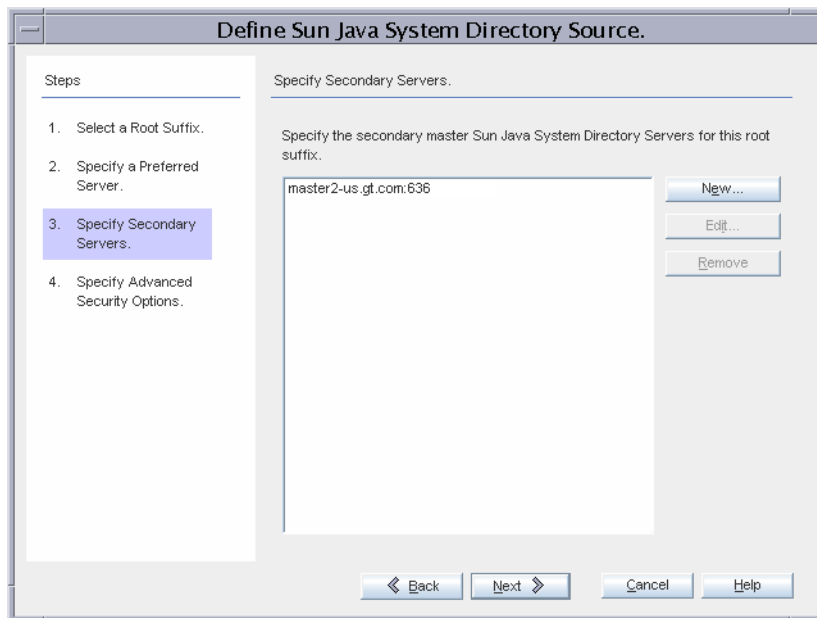 Define Sun Java System Directory Source.
Steps
1. Select a Root Suffix.
2. Specify a Preferred
Server.
3. Specify Secondary
Servers.
4. Specify Advanced
Security Options.
Specify Secondary Servers.
Specify the secondary master Sun Java System Directory Servers for this root
suffix.
master2-us.gt.com:636
New...
Edit...
Remove
Back
Next
Cancel
Help